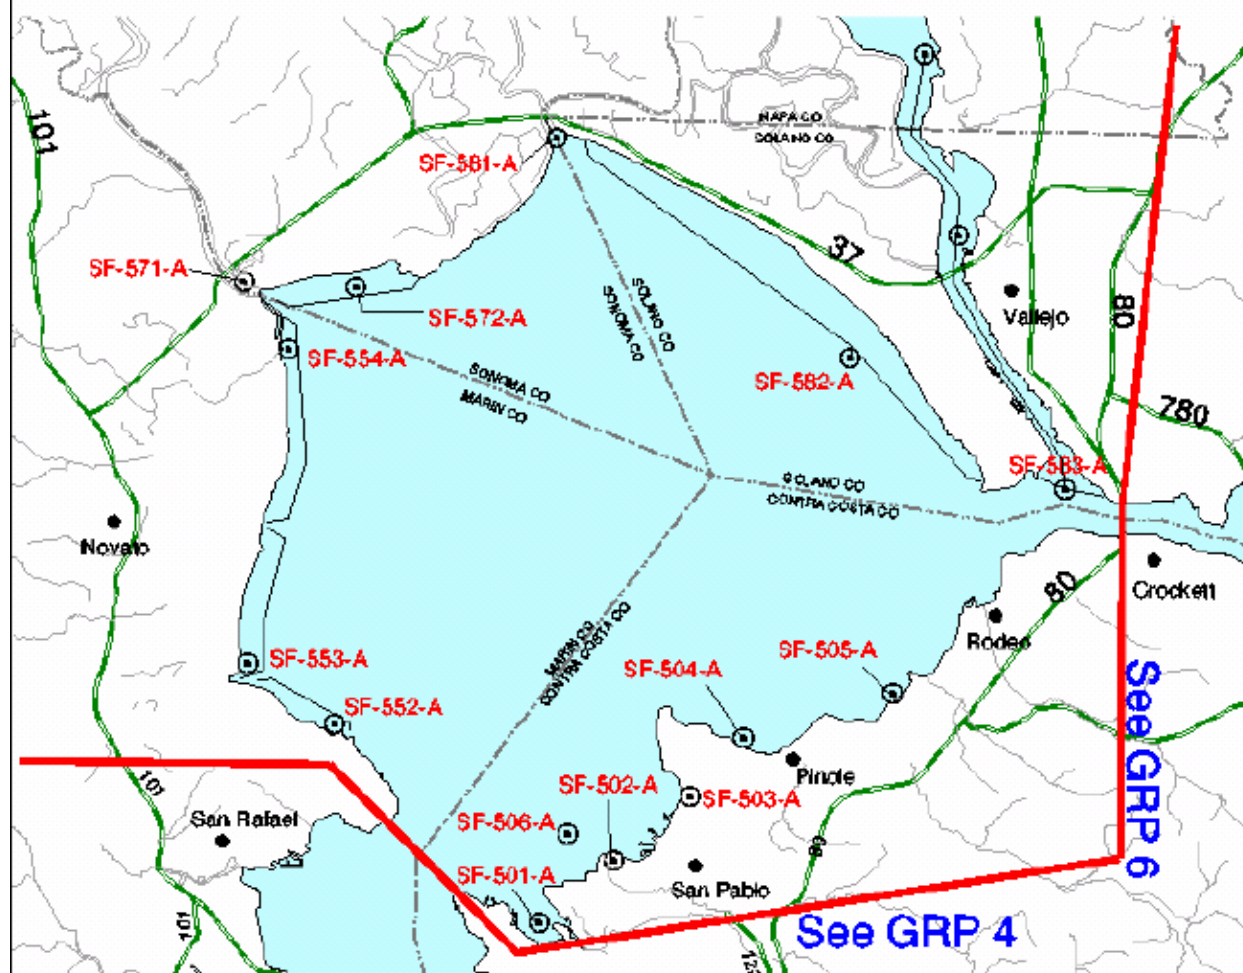 101
NAPA CO
SOLANO CO
SF-581-A
37
SF-571-A
SOLANO CO
SONOMA CO
80
Vallejo
SF-572-A
SF-554-A
SONOMA CO
MARIN CO
SF-582-A
780
SF-583-A
SOLANO CO
CONTRA COSTA CO
Novato
80
Crockett
Rodeo
MARIN CO
CONTRA COSTA CO
SF-553-A
SF-504-A
SF-505-A
See GRP 6
SF-552-A
101
Pinole
SF-502-A
SF-503-A
San Rafael
SF-506-A
80
SF-501-A
San Pablo
101
See GRP 4